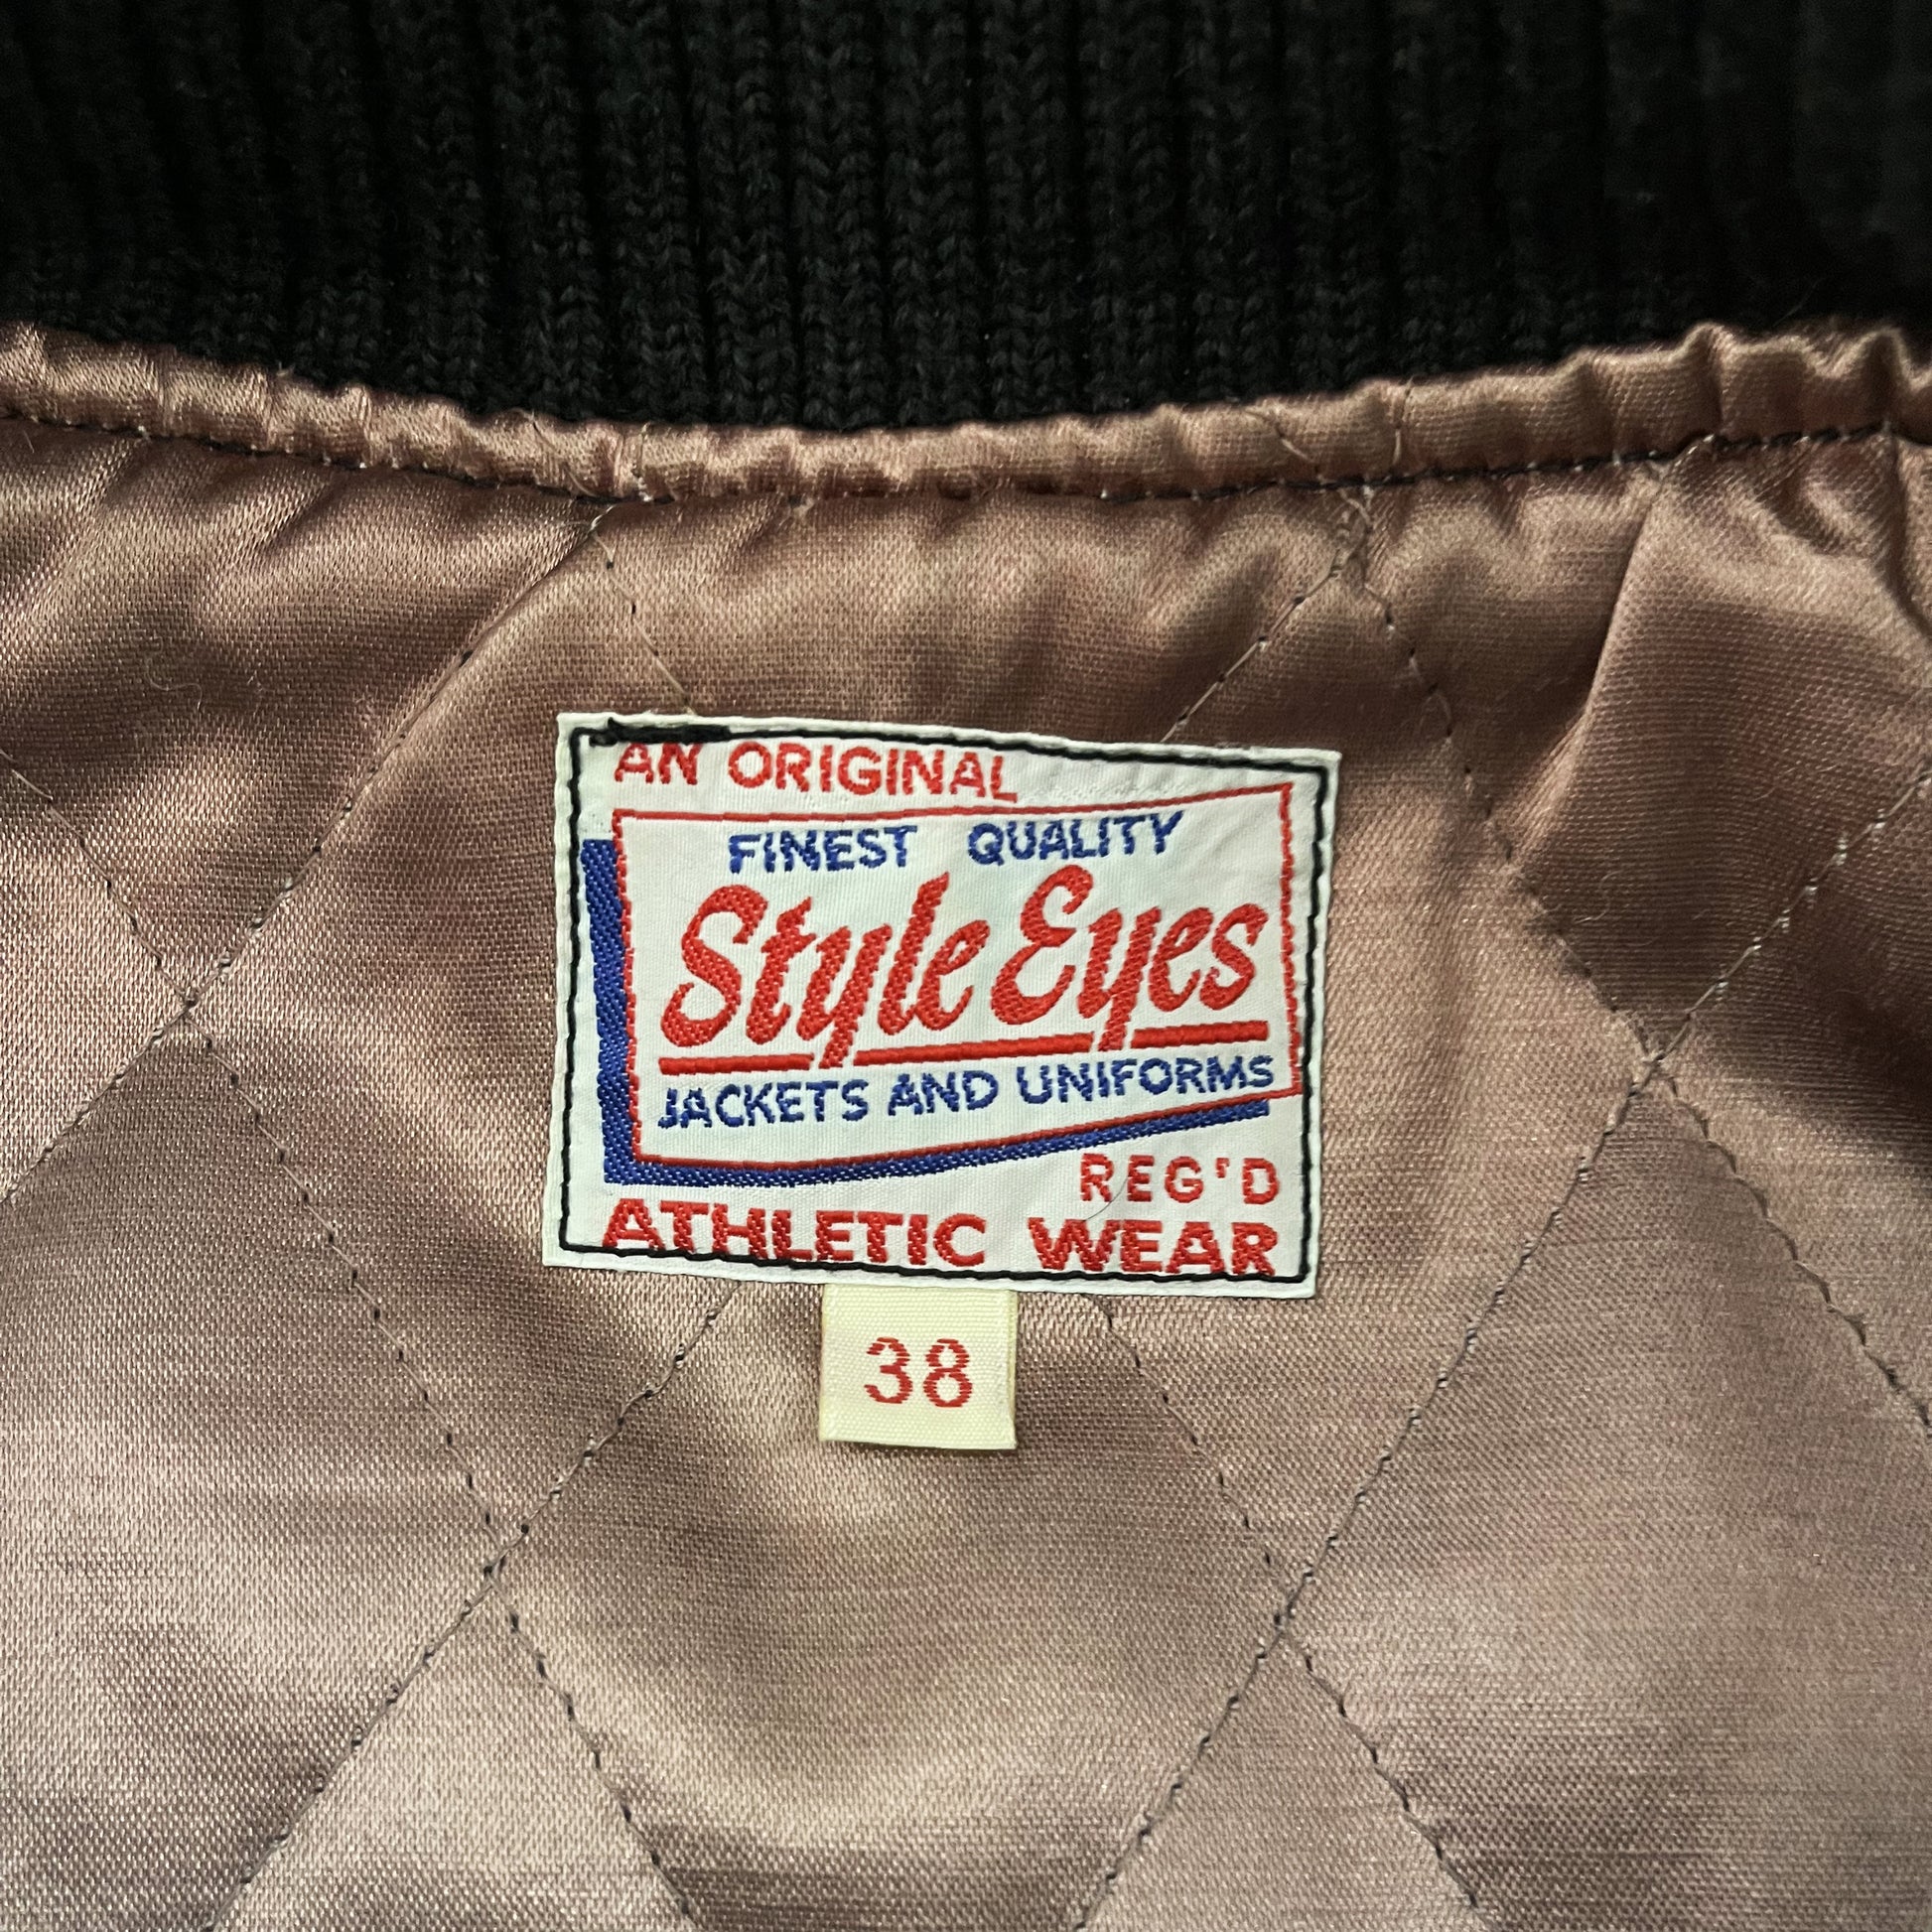 AN ORIGINAL
FINEST QUALITY
Style Eyes
JACKETS AND UNIFORMS
REG'D
ATHLETIC WEAR
38